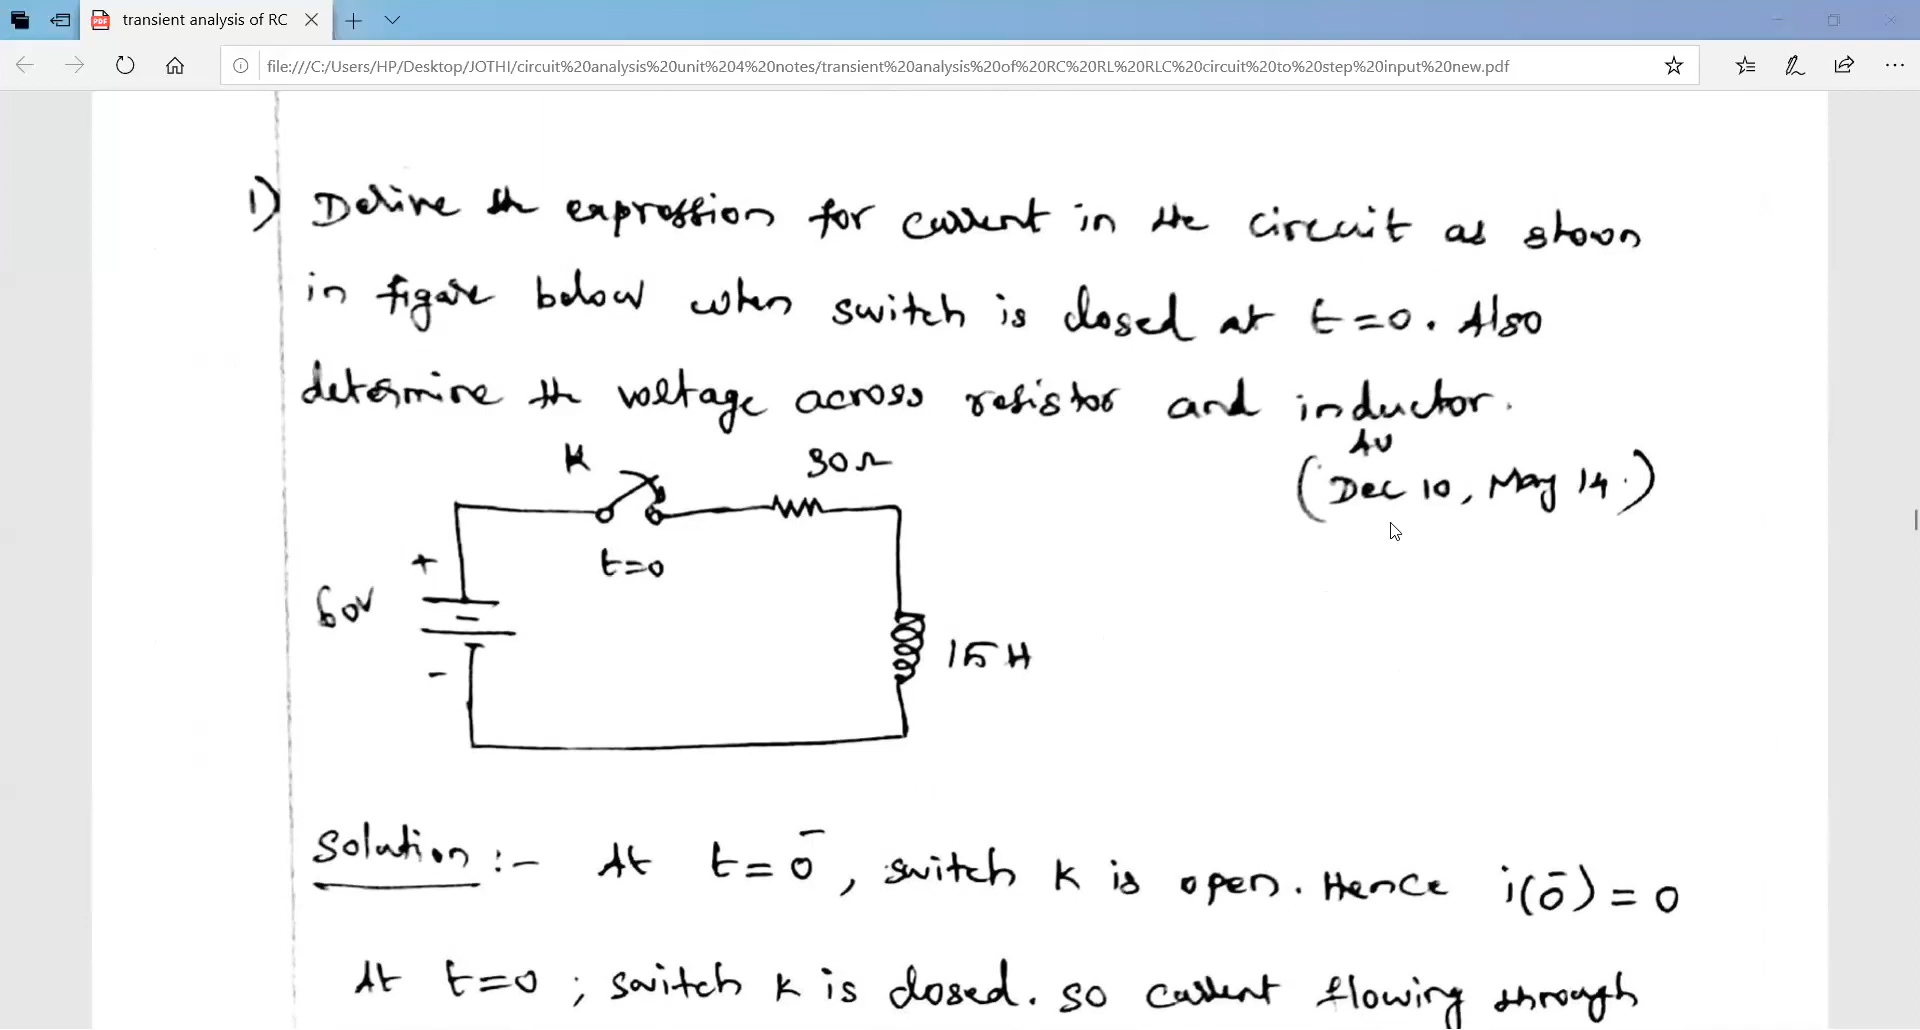 transient analysis of RC
file:///C:/Users/HP/Desktop/JOTHI/circuit%20analysis%20unit%204%20notes/transient%20analysis%20of%20RC%20RL%20RLC%20circuit%20to%20step%20input%20new.pdf
1) Derive the expression for current in the circuit as shown
in figure below when switch is closed at t=0. Also
determine the voltage across resistor and inductor.
AU
(Dec 10, May 14.)
K
30Ω
t=0
+
60V
-
15H
Solution :- At t=0⁻, switch K is open. Hence i(0⁻) = 0
At t=0 ; switch K is closed. So current flowing through